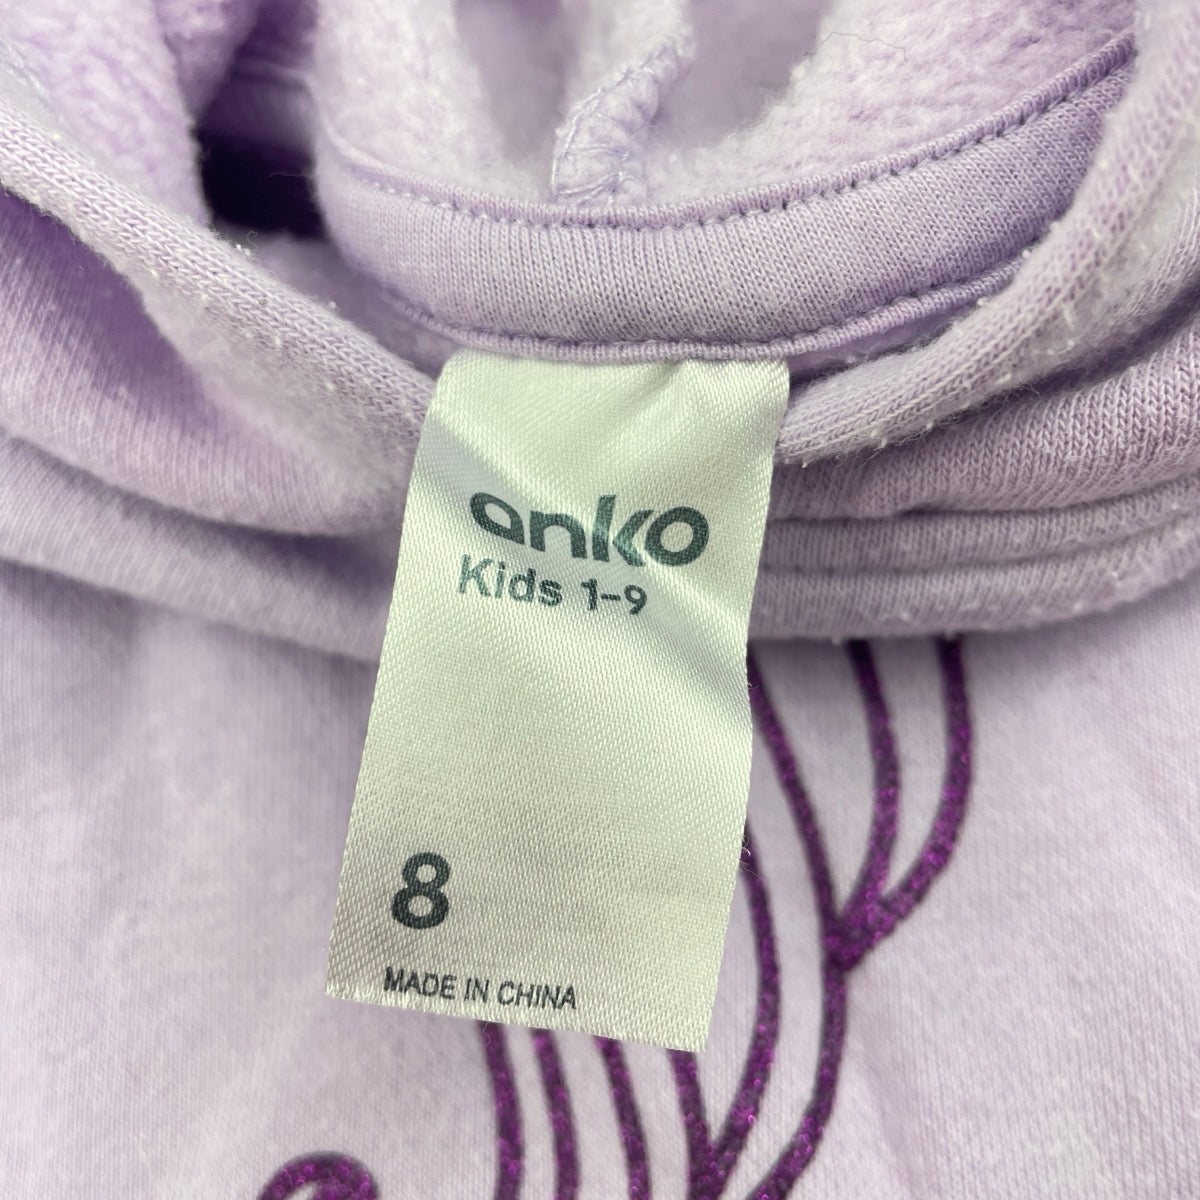 anko
Kids 1-9
8
MADE IN CHINA